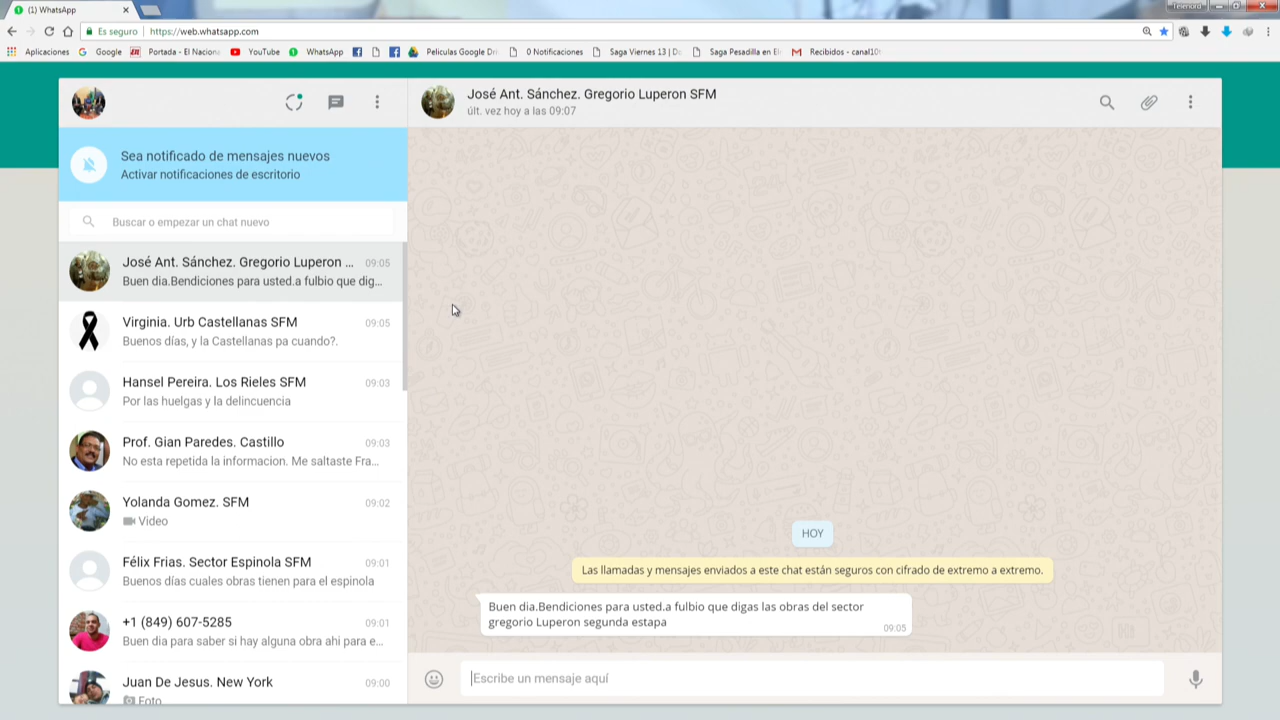 (1) WhatsApp
Telenord
Es seguro
https://web.whatsapp.com
Aplicaciones
Google
Portada - El Naciona
YouTube
WhatsApp
Peliculas Google Dri
0 Notificaciones
Saga Viernes 13 | Do
Saga Pesadilla en El
Recibidos - canal10
José Ant. Sánchez. Gregorio Luperon SFM
últ. vez hoy a las 09:07
Sea notificado de mensajes nuevos
Activar notificaciones de escritorio
Buscar o empezar un chat nuevo
José Ant. Sánchez. Gregorio Luperon ... 09:05
Buen dia.Bendiciones para usted.a fulbio que dig...
Virginia. Urb Castellanas SFM 09:05
Buenos días, y la Castellanas pa cuando?.
Hansel Pereira. Los Rieles SFM 09:03
Por las huelgas y la delincuencia
Prof. Gian Paredes. Castillo 09:03
No esta repetida la informacion. Me saltaste Fra...
Yolanda Gomez. SFM 09:02
Video
Félix Frias. Sector Espinola SFM 09:01
Buenos días cuales obras tienen para el espinola
+1 (849) 607-5285 09:01
Buen dia para saber si hay alguna obra ahi para e...
Juan De Jesus. New York 09:00
Foto
HOY
Las llamadas y mensajes enviados a este chat están seguros con cifrado de extremo a extremo.
Buen dia.Bendiciones para usted.a fulbio que digas las obras del sector
gregorio Luperon segunda estapa
09:05
Escribe un mensaje aquí